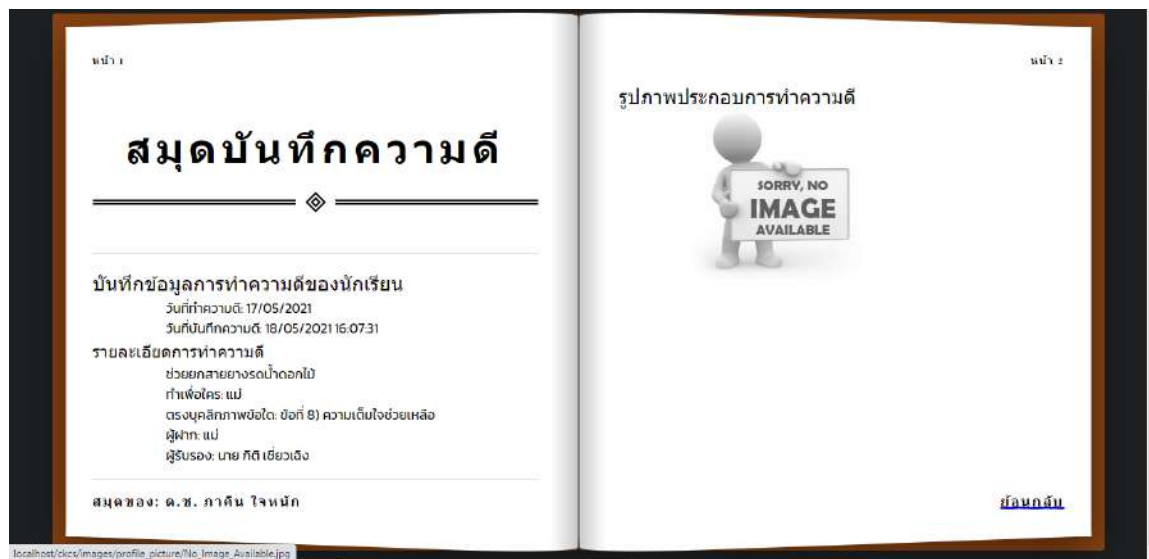 หน้า 1
สมุดบันทึกความดี
บันทึกข้อมูลการทำความดีของนักเรียน
วันที่ทำความดี: 17/05/2021
วันที่บันทึกความดี: 18/05/2021 16:07:31
รายละเอียดการทำความดี
ช่วยยกสายยางรดน้ำดอกไม้
ทำเพื่อใคร: แม่
ตรงบุคลิกภาพข้อใด: ข้อที่ 8) ความเต็มใจช่วยเหลือ
ผู้ฝาก: แม่
ผู้รับรอง: นาย กิติ เชี่ยวเฉิง
สมุดของ: ด.ช. ภาคิน ใจหนัก
หน้า 2
รูปภาพประกอบการทำความดี
SORRY, NO
IMAGE
AVAILABLE
ย้อนกลับ
localhost/ckcs/images/profile_picture/No_Image_Available.jpg